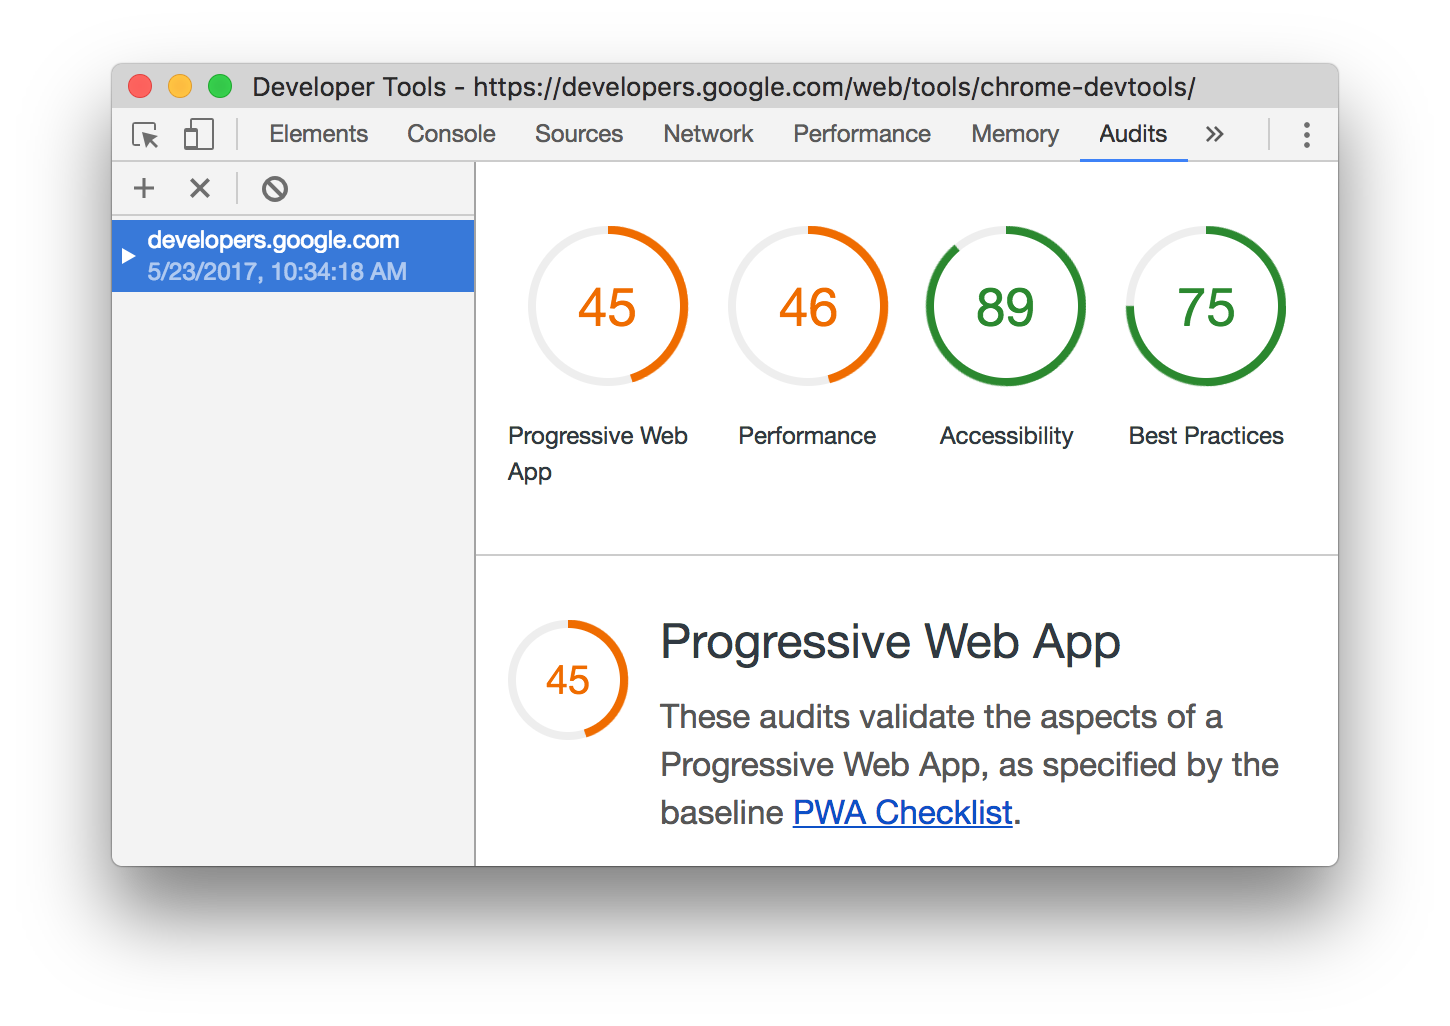 Developer Tools - https://developers.google.com/web/tools/chrome-devtools/
Elements Console Sources Network Performance Memory Audits »
developers.google.com
5/23/2017, 10:34:18 AM
45 46 89 75
Progressive Web Performance Accessibility Best Practices
App
45
Progressive Web App
These audits validate the aspects of a
Progressive Web App, as specified by the
baseline PWA Checklist.